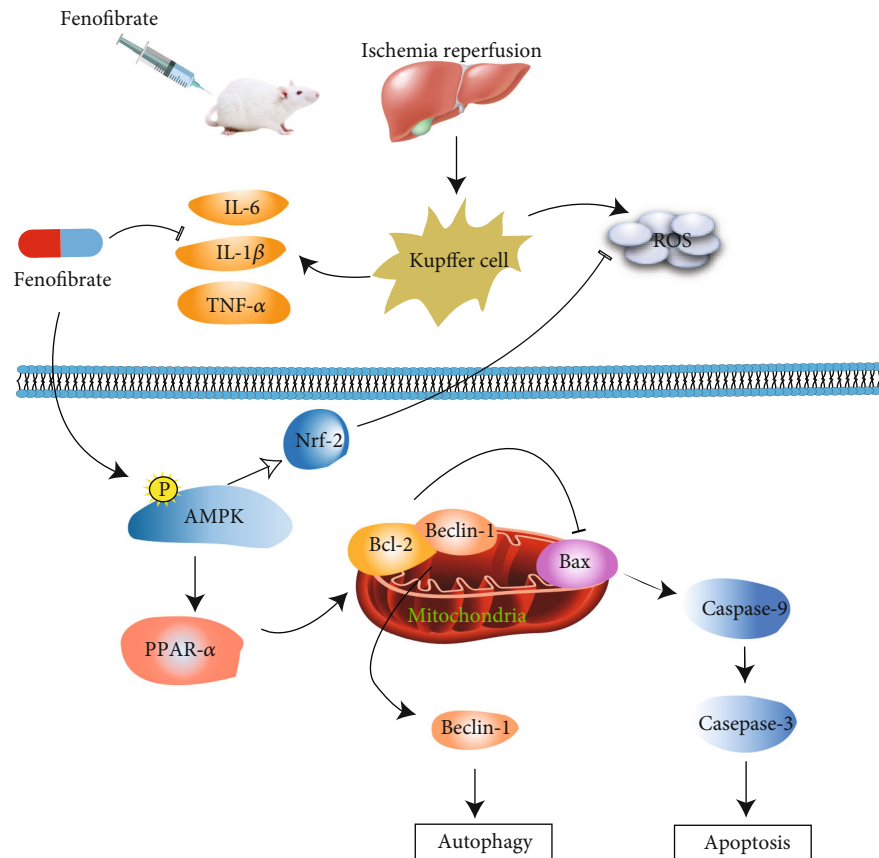 Fenofibrate
Ischemia reperfusion
IL-6
IL-1β
TNF-α
Fenofibrate
Kupffer cell
ROS
Nrf-2
P
AMPK
PPAR-α
Bcl-2
Beclin-1
Bax
Mitochondria
Caspase-9
Beclin-1
Casepase-3
Autophagy
Apoptosis